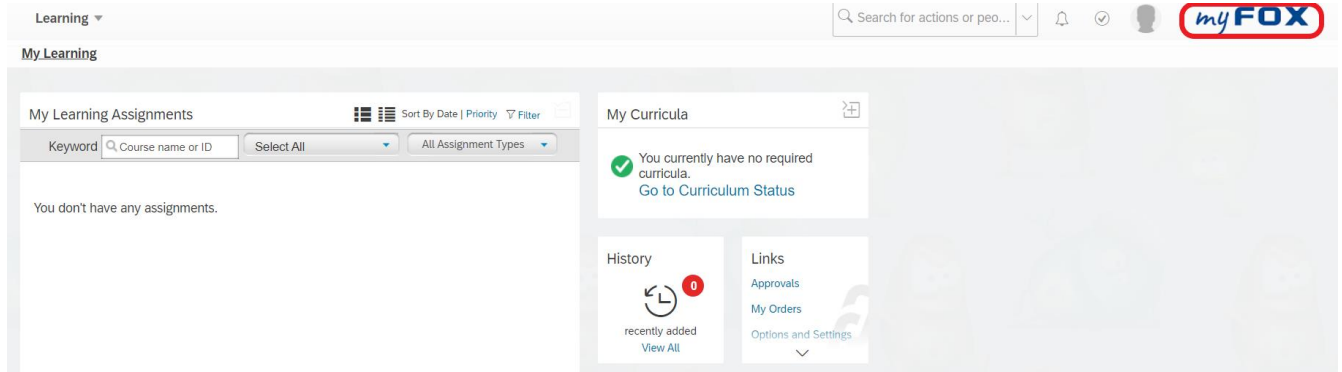 Learning
Search for actions or peo...
my FOX
My Learning
My Learning Assignments
Sort By Date | Priority Filter
Keyword Course name or ID Select All All Assignment Types
You don't have any assignments.
My Curricula
You currently have no required
curricula.
Go to Curriculum Status
History
0
recently added
View All
Links
Approvals
My Orders
Options and Settings